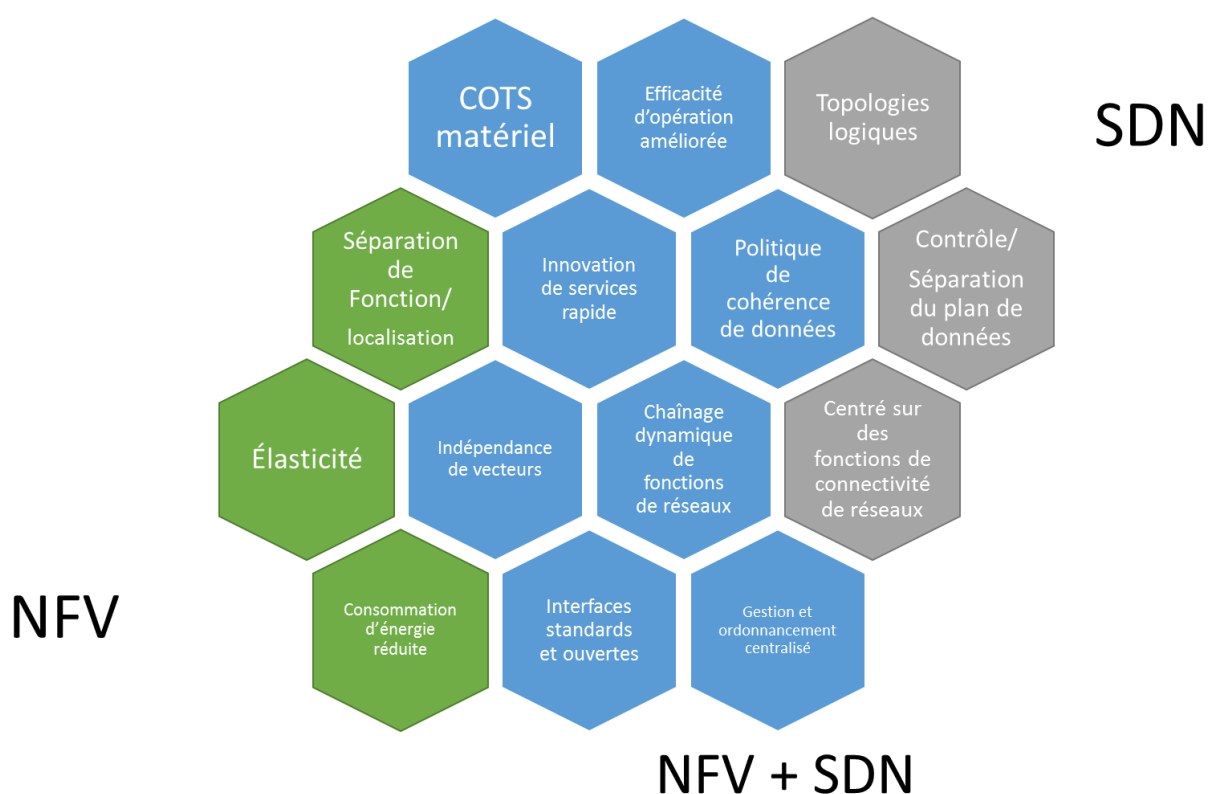 COTS
matériel
Efficacité
d'opération
améliorée
Topologies
logiques
SDN
Séparation
de
Fonction/
localisation
Innovation
de services
rapide
Politique
de
cohérence
de données
Contrôle/
Séparation
du plan de
données
Élasticité
Indépendance
de vecteurs
Chaînage
dynamique
de
fonctions
de réseaux
Centré sur
des
fonctions de
connectivité
de réseaux
NFV
Consommation
d'énergie
réduite
Interfaces
standards
et ouvertes
Gestion et
ordonnancement
centralisé
NFV + SDN